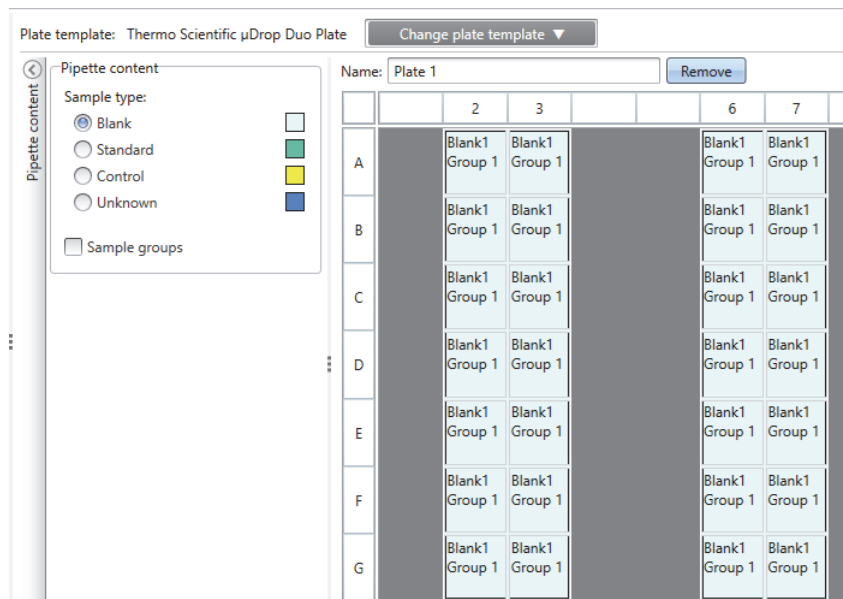 Plate template: Thermo Scientific µDrop Duo Plate Change plate template ▼
Pipette content
Pipette content
Sample type:
Blank
Standard
Control
Unknown
Sample groups
Name: Plate 1 Remove
2 3 6 7
A
Blank1 Blank1 Blank1 Blank1
Group 1 Group 1 Group 1 Group 1
B
Blank1 Blank1 Blank1 Blank1
Group 1 Group 1 Group 1 Group 1
C
Blank1 Blank1 Blank1 Blank1
Group 1 Group 1 Group 1 Group 1
D
Blank1 Blank1 Blank1 Blank1
Group 1 Group 1 Group 1 Group 1
E
Blank1 Blank1 Blank1 Blank1
Group 1 Group 1 Group 1 Group 1
F
Blank1 Blank1 Blank1 Blank1
Group 1 Group 1 Group 1 Group 1
G
Blank1 Blank1 Blank1 Blank1
Group 1 Group 1 Group 1 Group 1